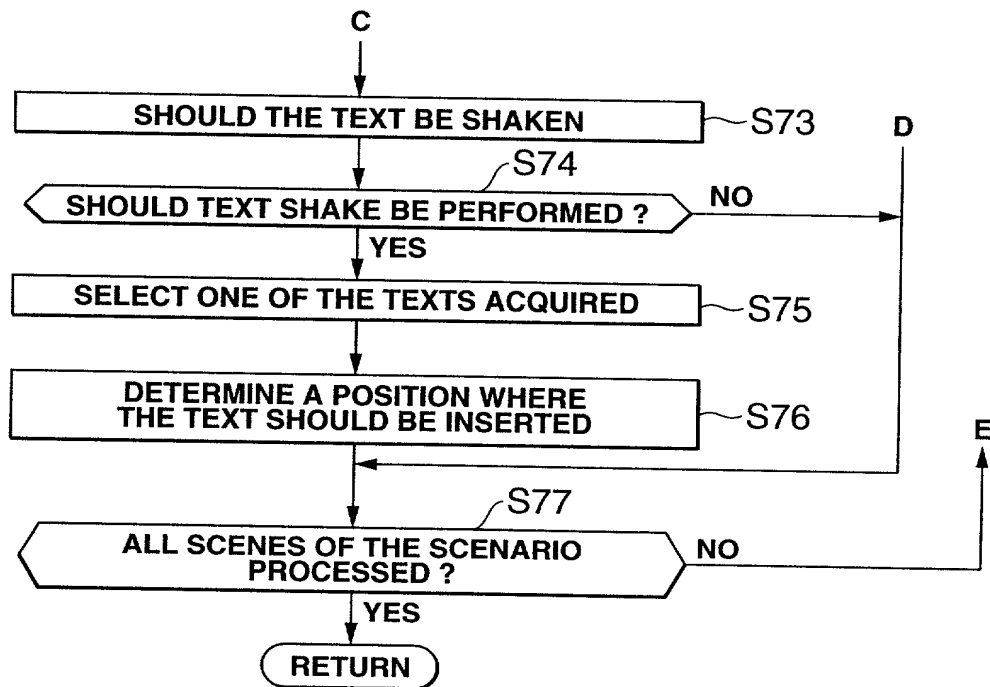 C
SHOULD THE TEXT BE SHAKEN
S73
D
S74
SHOULD TEXT SHAKE BE PERFORMED ?
NO
YES
SELECT ONE OF THE TEXTS ACQUIRED
S75
DETERMINE A POSITION WHERE
THE TEXT SHOULD BE INSERTED
S76
E
S77
ALL SCENES OF THE SCENARIO
PROCESSED ?
NO
YES
RETURN